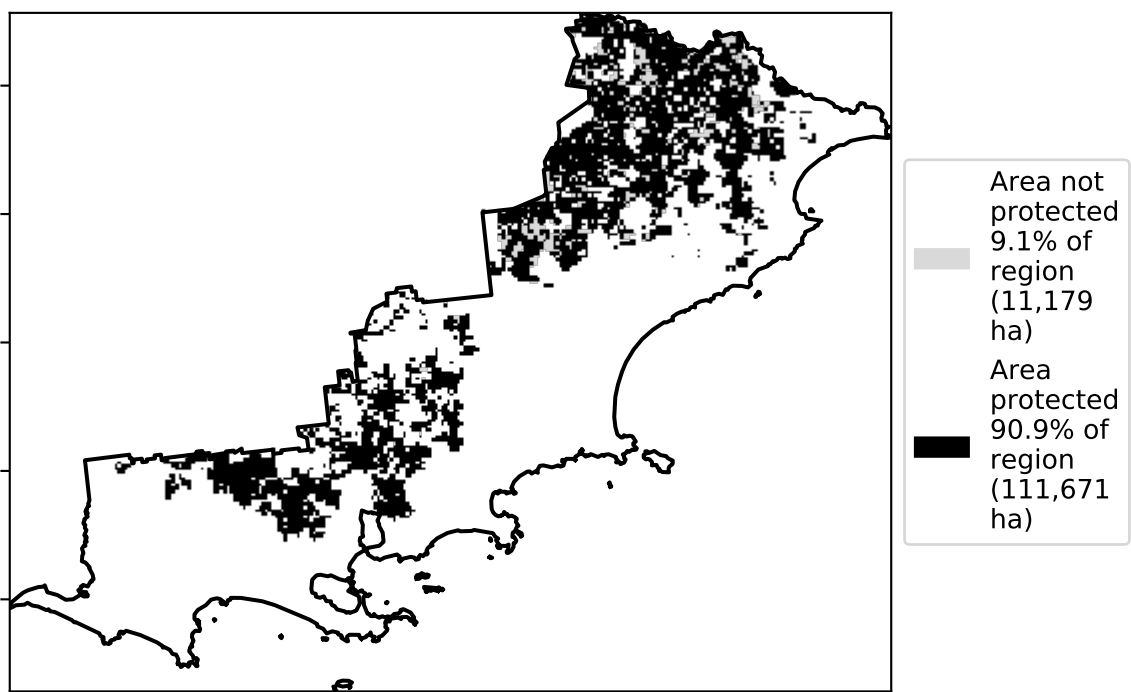 Area not
protected
9.1% of
region
(11,179
ha)
Area
protected
90.9% of
region
(111,671
ha)